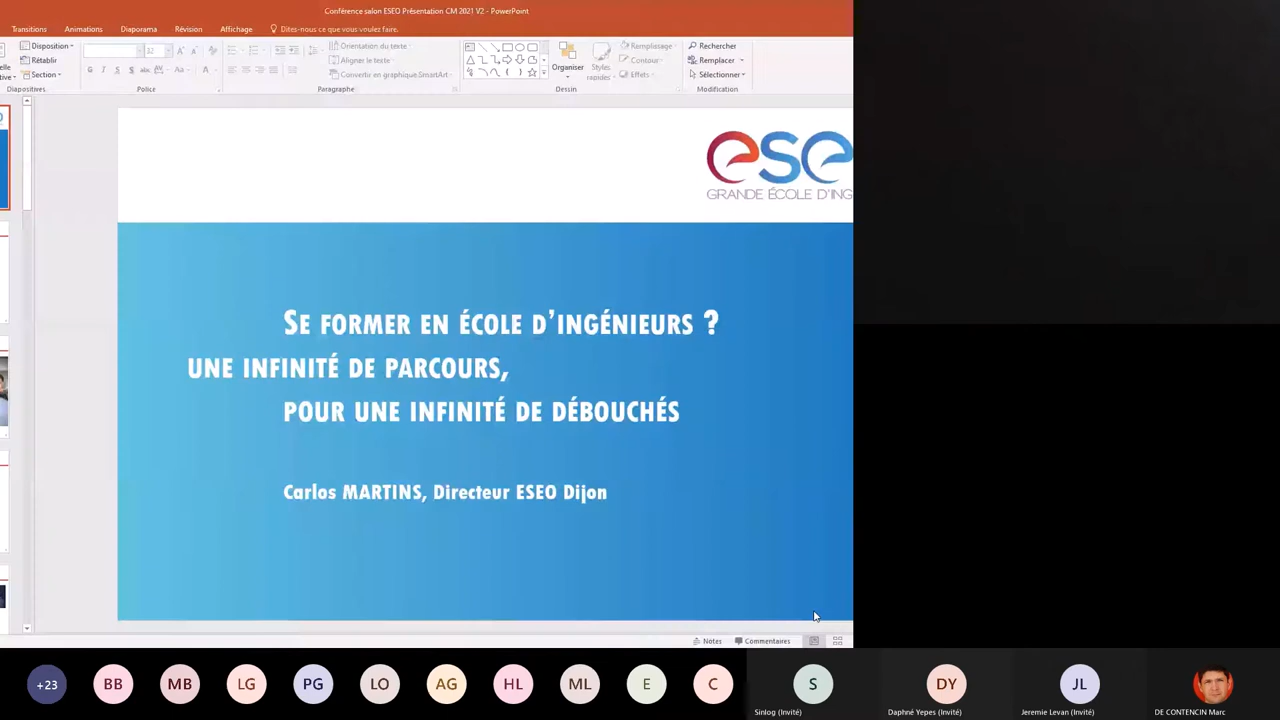 Conférence salon ESEO Présentation CM 2021 V2 - PowerPoint
Transitions Animations Diaporama Révision Affichage Dites-nous ce que vous voulez faire.
Disposition Orientation du texte Remplissage Rechercher
Rétablir 32 Aligner le texte Organiser Styles rapides Contour Remplacer
Section Convertir en graphique SmartArt Effets Sélectionner
Diapositives Police Paragraphe Dessin Modification
ese
GRANDE ÉCOLE D'ING
SE FORMER EN ÉCOLE D'INGÉNIEURS ?
UNE INFINITÉ DE PARCOURS,
POUR UNE INFINITÉ DE DÉBOUCHÉS
Carlos MARTINS, Directeur ESEO Dijon
Notes Commentaires
+23 BB MB LG PG LO AG HL ML E C S DY JL
Sinlog (Invité) Daphné Yepes (Invité) Jeremie Levan (Invité) DE CONTENCIN Marc